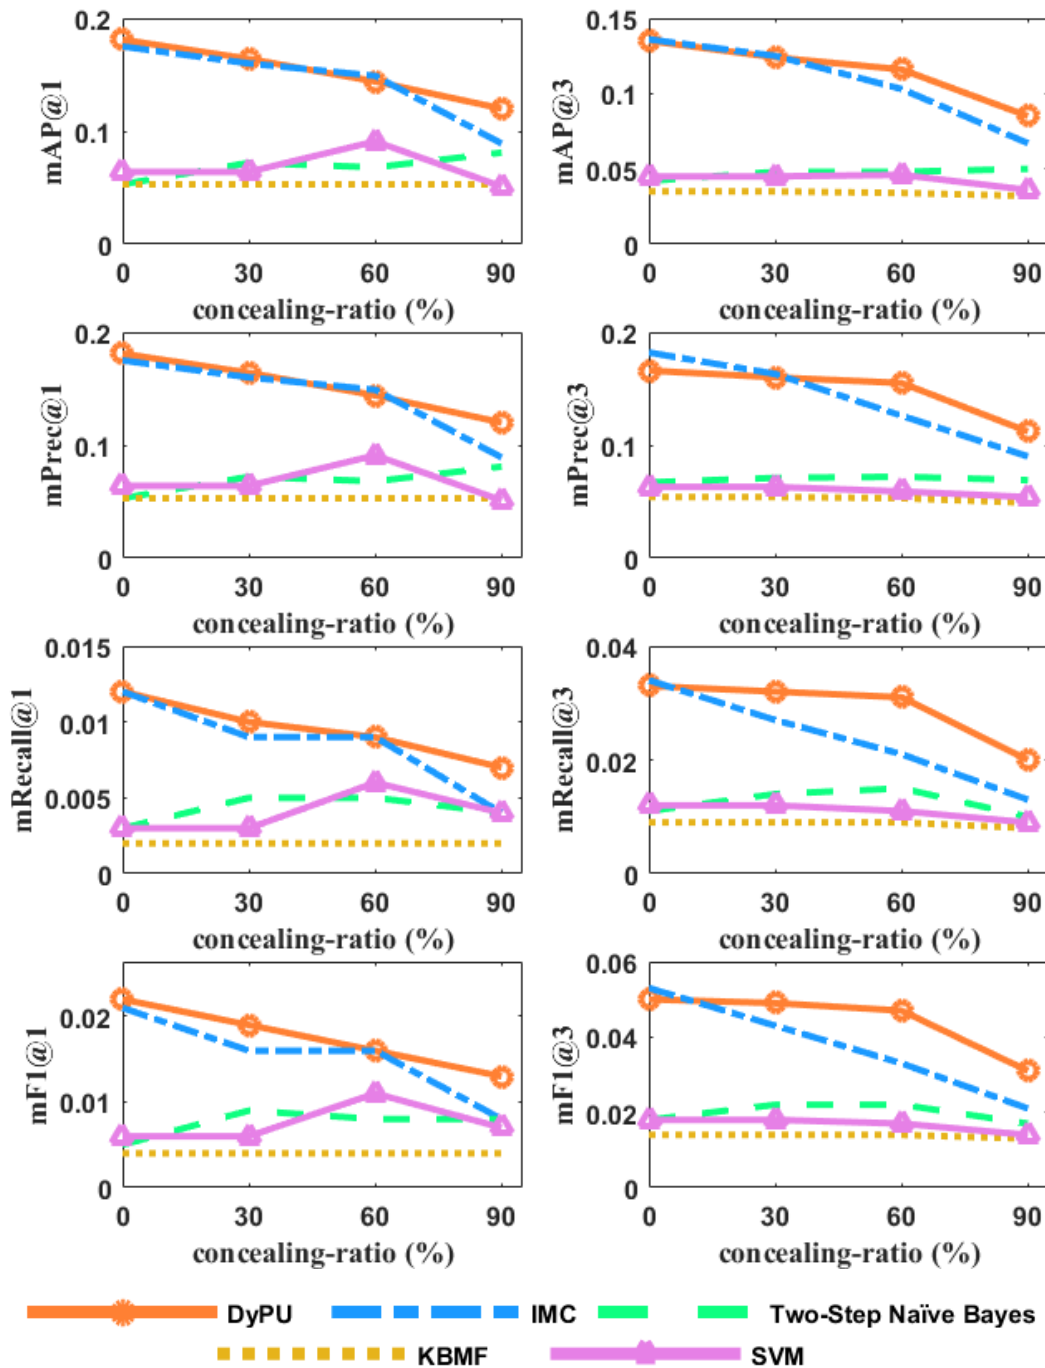 0.2
0.1
0
mAP@1
0 30 60 90
concealing-ratio (%)
0.15
0.1
0.05
0
mAP@3
0 30 60 90
concealing-ratio (%)
0.2
0.1
0
mPrec@1
0 30 60 90
concealing-ratio (%)
0.2
0.1
0
mPrec@3
0 30 60 90
concealing-ratio (%)
0.015
0.01
0.005
0
mRecall@1
0 30 60 90
concealing-ratio (%)
0.04
0.02
0
mRecall@3
0 30 60 90
concealing-ratio (%)
0.02
0.01
0
mF1@1
0 30 60 90
concealing-ratio (%)
0.06
0.04
0.02
0
mF1@3
0 30 60 90
concealing-ratio (%)
DyPU IMC Two-Step Naïve Bayes
KBMF SVM